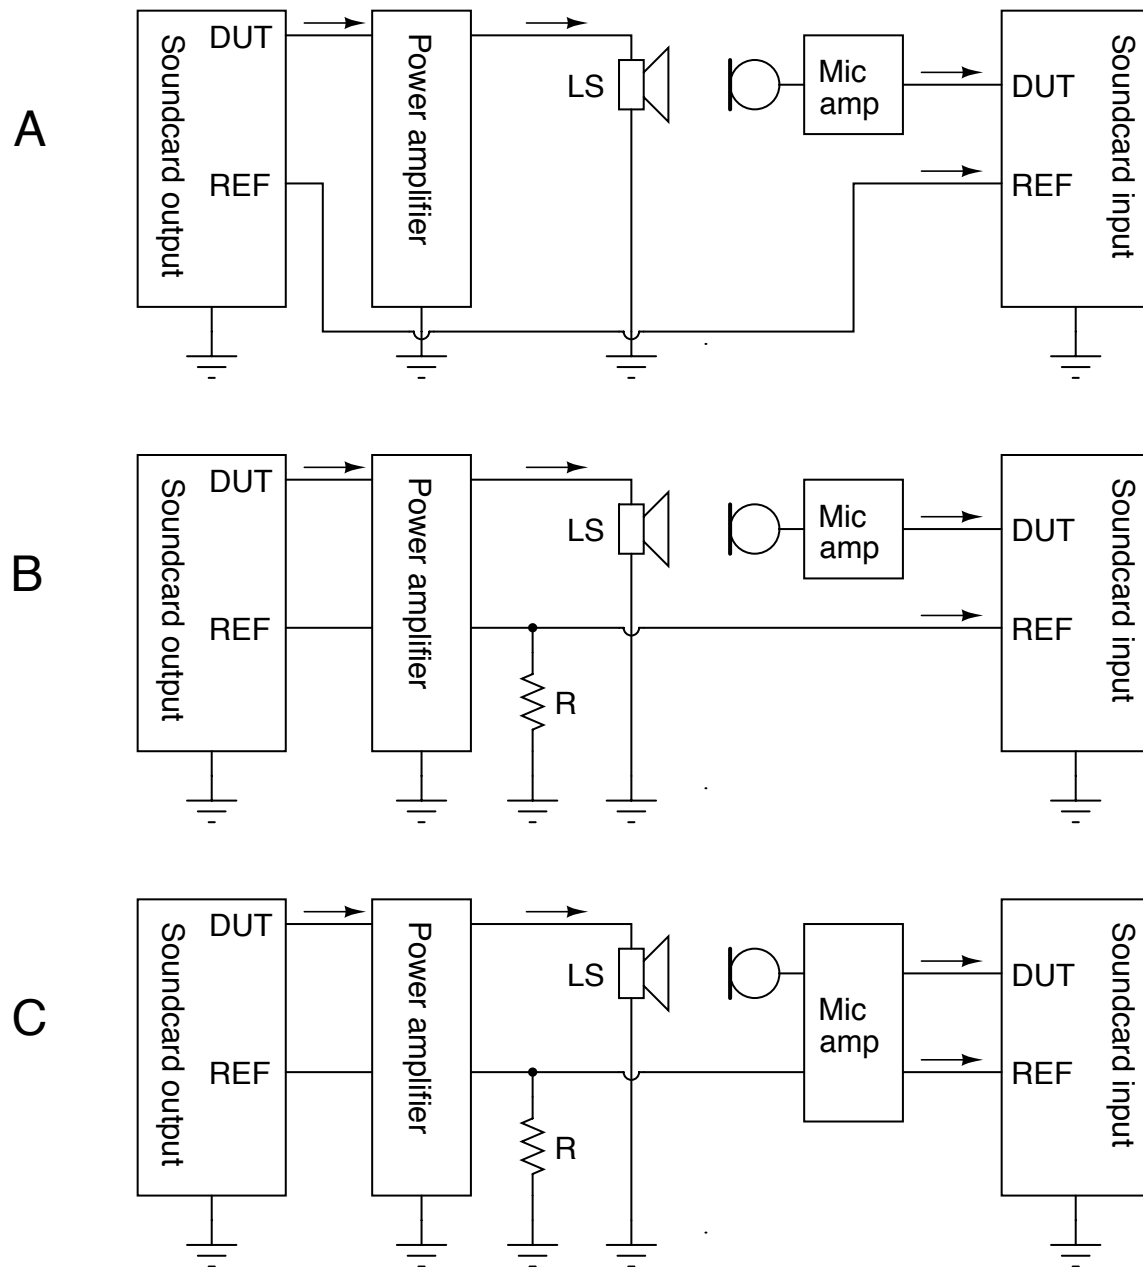 A
Soundcard output
DUT
REF
Power amplifier
LS
Mic
amp
DUT
REF
Soundcard input
B
Soundcard output
DUT
REF
Power amplifier
R
LS
Mic
amp
DUT
REF
Soundcard input
C
Soundcard output
DUT
REF
Power amplifier
R
LS
Mic
amp
DUT
REF
Soundcard input